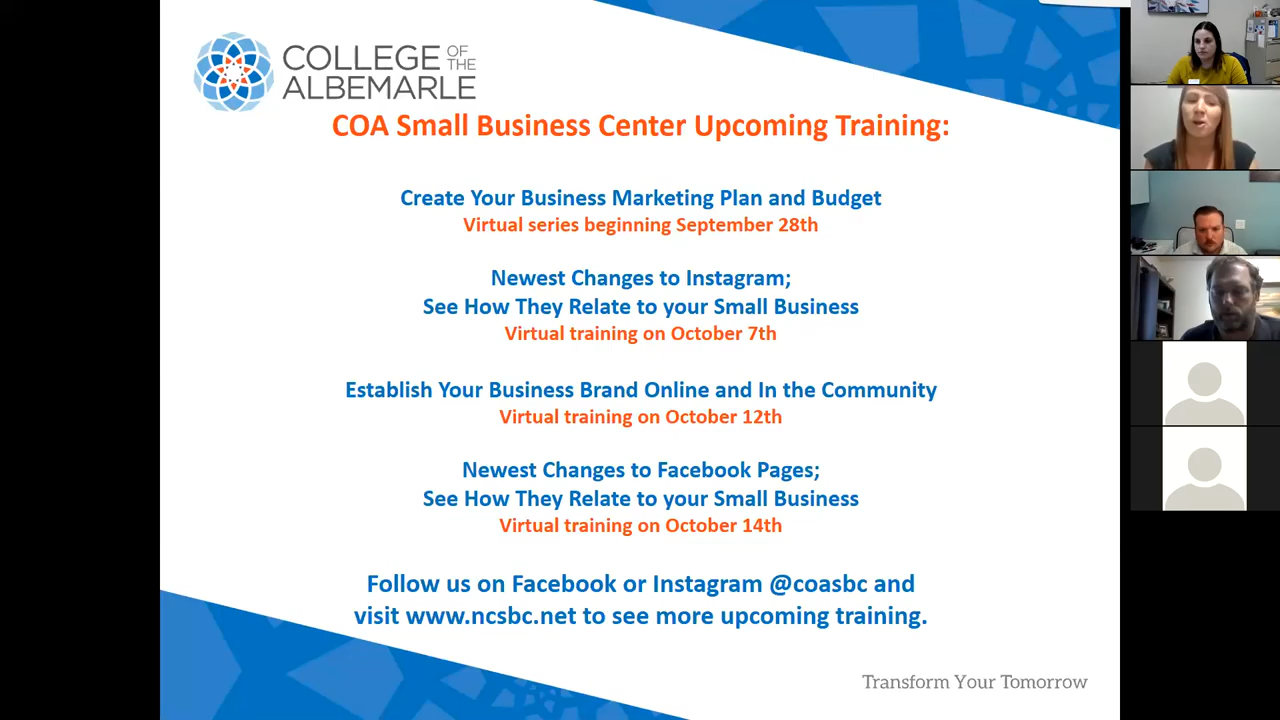 COLLEGE OF THE
ALBEMARLE
COA Small Business Center Upcoming Training:
Create Your Business Marketing Plan and Budget
Virtual series beginning September 28th
Newest Changes to Instagram;
See How They Relate to your Small Business
Virtual training on October 7th
Establish Your Business Brand Online and In the Community
Virtual training on October 12th
Newest Changes to Facebook Pages;
See How They Relate to your Small Business
Virtual training on October 14th
Follow us on Facebook or Instagram @coasbc and
visit www.ncsbc.net to see more upcoming training.
Transform Your Tomorrow